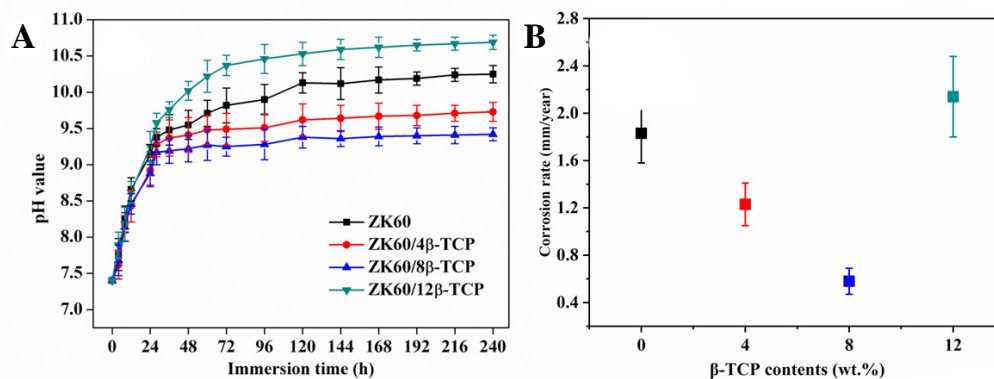 A
11.0
10.5
10.0
9.5
9.0
8.5
8.0
7.5
7.0
pH value
0 24 48 72 96 120 144 168 192 216 240
Immersion time (h)
ZK60
ZK60/4β-TCP
ZK60/8β-TCP
ZK60/12β-TCP
B
2.8
2.4
2.0
1.6
1.2
0.8
0.4
Corrosion rate (mm/year)
0 4 8 12
β-TCP contents (wt.%)